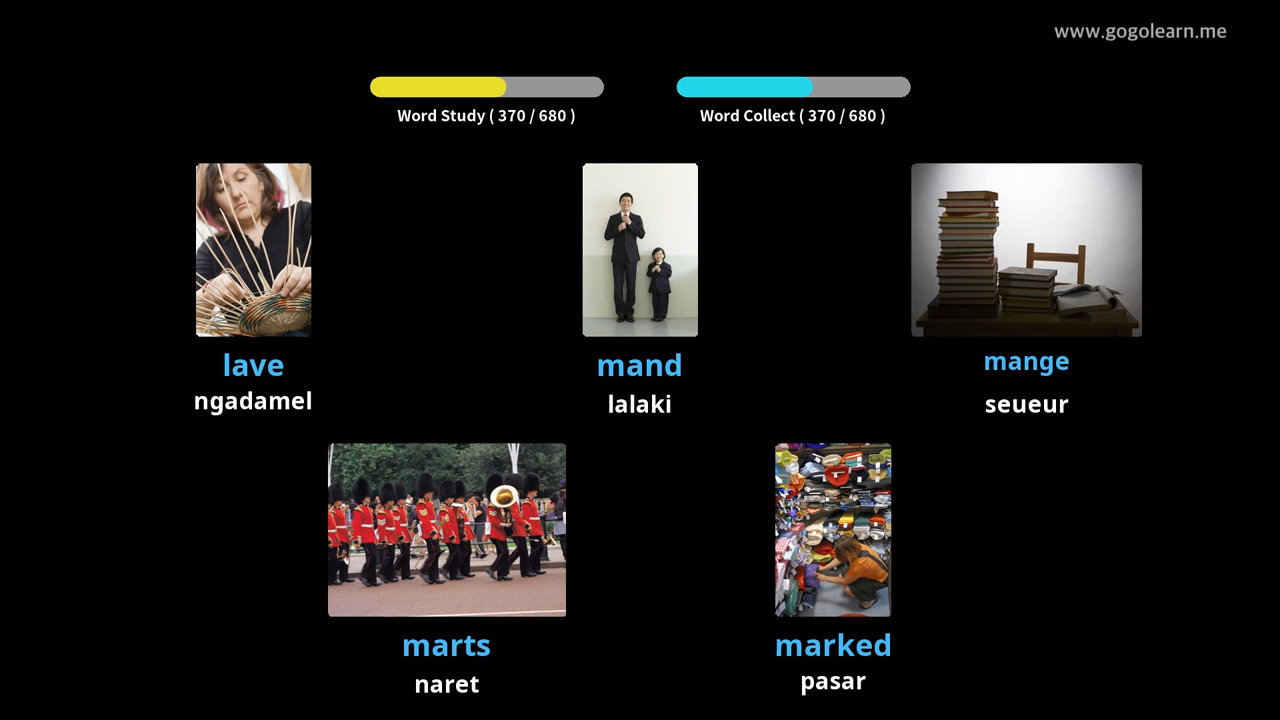 www.gogolearn.me
Word Study ( 370 / 680 )
Word Collect ( 370 / 680 )
lave
ngadamel
mand
lalaki
mange
seueur
marts
naret
marked
pasar